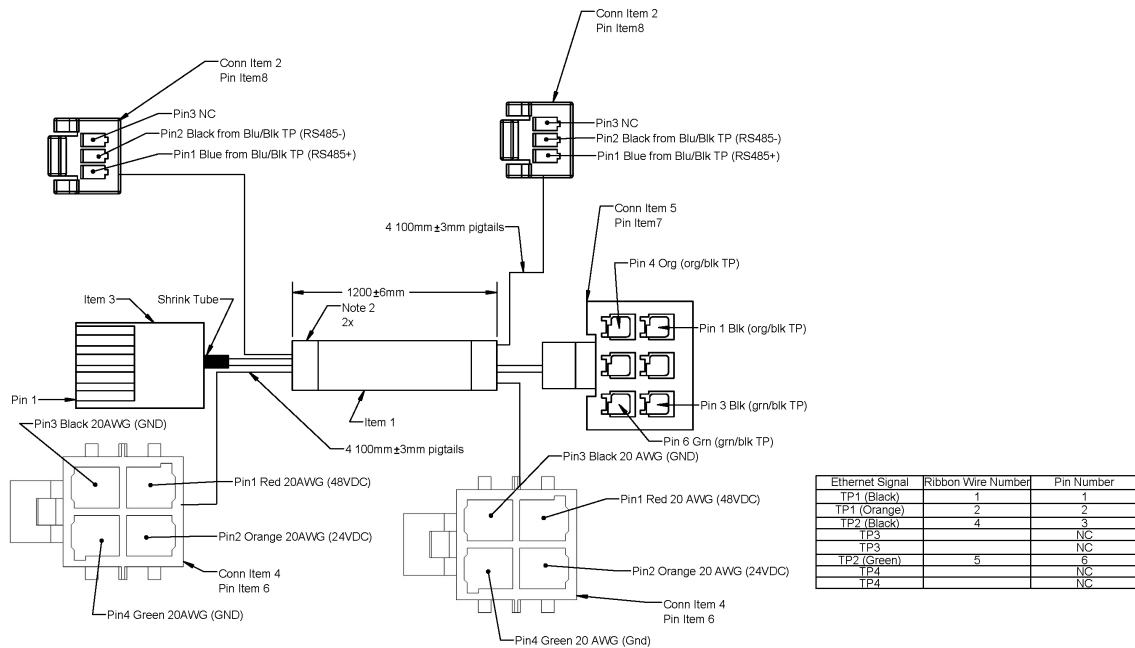 Conn Item 2
Pin Item8
Conn Item 2
Pin Item8
Pin3 NC
Pin2 Black from Blu/Blk TP (RS485-)
Pin1 Blue from Blu/Blk TP (RS485+)
Pin3 NC
Pin2 Black from Blu/Blk TP (RS485-)
Pin1 Blue from Blu/Blk TP (RS485+)
Conn Item 5
Pin Item7
4 100mm±3mm pigtails
Pin 4 Org (org/blk TP)
1200±6mm
Item 3
Shrink Tube
Note 2
2x
Pin 1 Blk (org/blk TP)
Pin 1
Item 1
Pin 3 Blk (grn/blk TP)
Pin 6 Grn (grn/blk TP)
Pin3 Black 20AWG (GND)
4 100mm±3mm pigtails
Pin3 Black 20 AWG (GND)
Pin1 Red 20AWG (48VDC)
Pin1 Red 20 AWG (48VDC)
Pin2 Orange 20AWG (24VDC)
Pin2 Orange 20 AWG (24VDC)
Conn Item 4
Pin Item 6
Conn Item 4
Pin Item 6
Pin4 Green 20AWG (GND)
Pin4 Green 20 AWG (Gnd)
Ethernet Signal Ribbon Wire Number Pin Number
TP1 (Black) 1 1
TP1 (Orange) 2 2
TP2 (Black) 4 3
TP3 NC
TP3 NC
TP2 (Green) 5 6
TP4 NC
TP4 NC